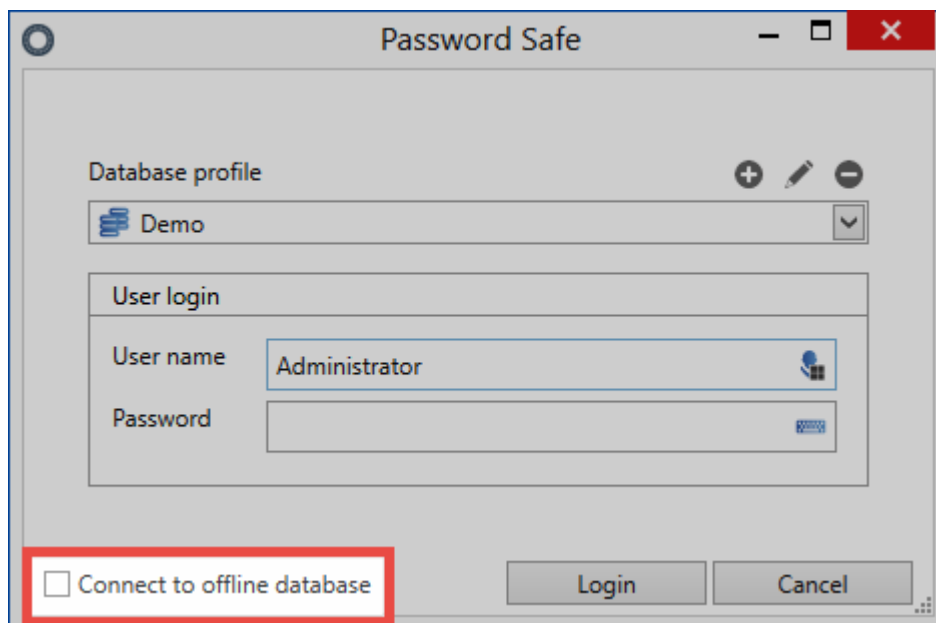 Password Safe
Database profile
Demo
User login
User name
Administrator
Password
Connect to offline database
Login
Cancel